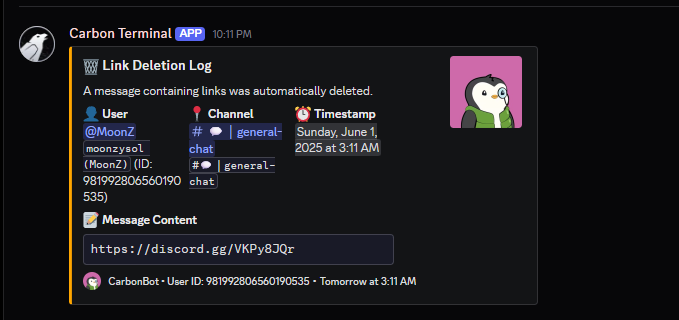 Carbon Terminal APP 10:11 PM
🗑️ Link Deletion Log
A message containing links was automatically deleted.
👤 User
@MoonZ
moonzysol
(MoonZ) (ID:
981992806560190
535)
📍 Channel
# 💬 | general-
chat
#💬 | general-
chat
⏰ Timestamp
Sunday, June 1,
2025 at 3:11 AM
📝 Message Content
https://discord.gg/VKPy8JQr
CarbonBot • User ID: 981992806560190535 • Tomorrow at 3:11 AM